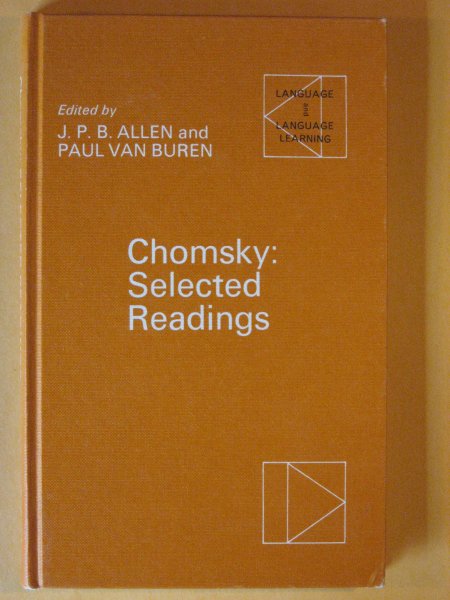 Edited by
J. P. B. ALLEN and
PAUL VAN BUREN
LANGUAGE
and
LANGUAGE
LEARNING
Chomsky:
Selected
Readings